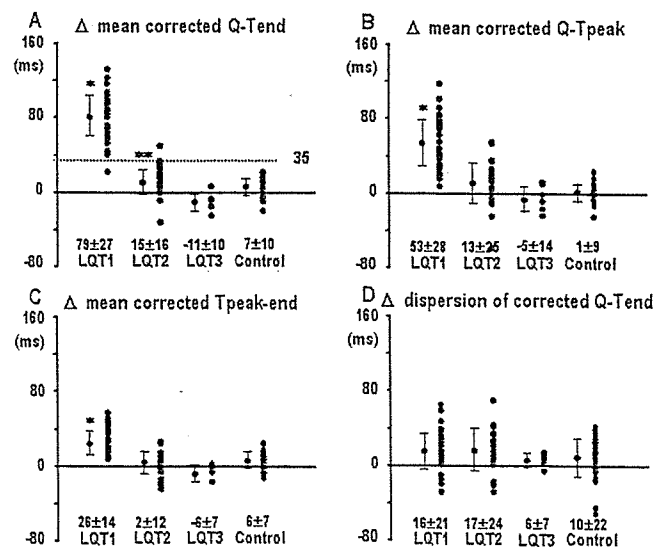 A Δ mean corrected Q-Tend
160
(ms)
80
0
-80
*
**
35
79±27 15±16 -11±10 7±10
LQT1 LQT2 LQT3 Control
B Δ mean corrected Q-Tpeak
160
(ms)
80
0
-80
*
53±28 13±25 -5±14 1±9
LQT1 LQT2 LQT3 Control
C Δ mean corrected Tpeak-end
160
(ms)
80
0
-80
*
26±14 2±12 -6±7 6±7
LQT1 LQT2 LQT3 Control
D Δ dispersion of corrected Q-Tend
160
(ms)
80
0
-80
16±21 17±24 6±7 10±22
LQT1 LQT2 LQT3 Control